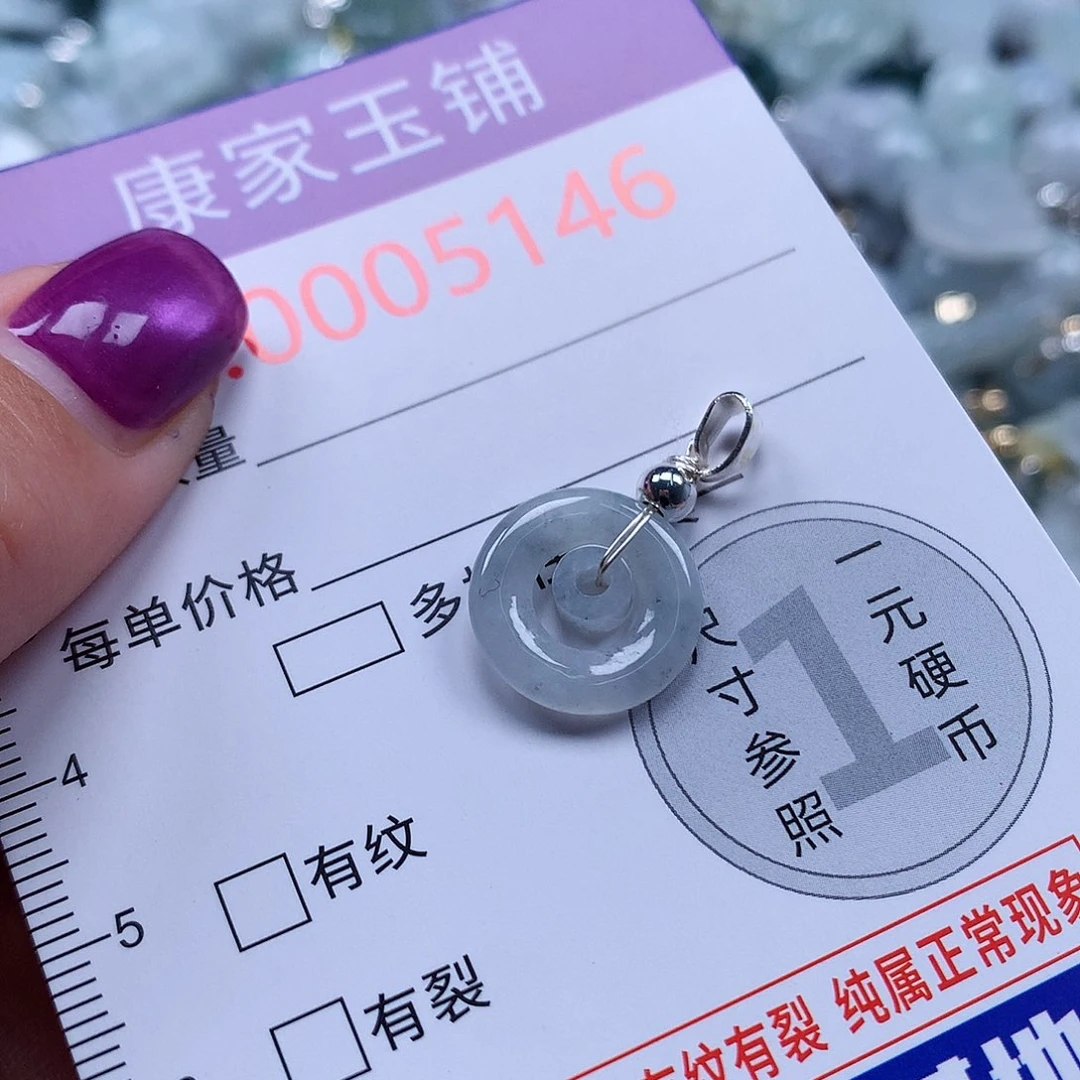 康家玉铺
.0005146
量
每单价格
多
尺寸参照
一元硬币
1
4
有纹
5
有裂
纹有裂 纯属正常现象
地